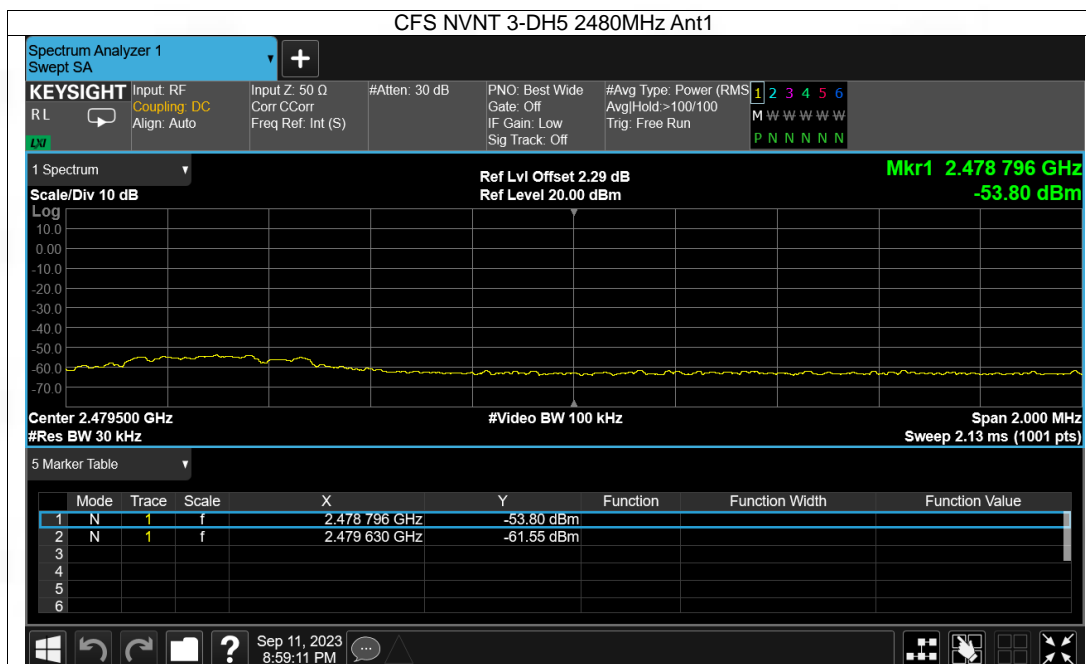 CFS NVNT 3-DH5 2480MHz Ant1
Spectrum Analyzer 1
Swept SA
+
KEYSIGHT
RL
LXI
Input: RF
Coupling: DC
Align: Auto
Input Z: 50 Ω
Corr CCorr
Freq Ref: Int (S)
#Atten: 30 dB
PNO: Best Wide
Gate: Off
IF Gain: Low
Sig Track: Off
#Avg Type: Power (RMS
Avg|Hold:>100/100
Trig: Free Run
1 2 3 4 5 6
M W W W W W
P N N N N N
1 Spectrum
Scale/Div 10 dB
Ref Lvl Offset 2.29 dB
Ref Level 20.00 dBm
Mkr1 2.478 796 GHz
-53.80 dBm
Log
10.0
0.00
-10.0
-20.0
-30.0
-40.0
-50.0
-60.0
-70.0
Center 2.479500 GHz
#Res BW 30 kHz
#Video BW 100 kHz
Span 2.000 MHz
Sweep 2.13 ms (1001 pts)
5 Marker Table
Mode Trace Scale X Y Function Function Width Function Value
1 N 1 f 2.478 796 GHz -53.80 dBm
2 N 1 f 2.479 630 GHz -61.55 dBm
3
4
5
6
?
Sep 11, 2023
8:59:11 PM